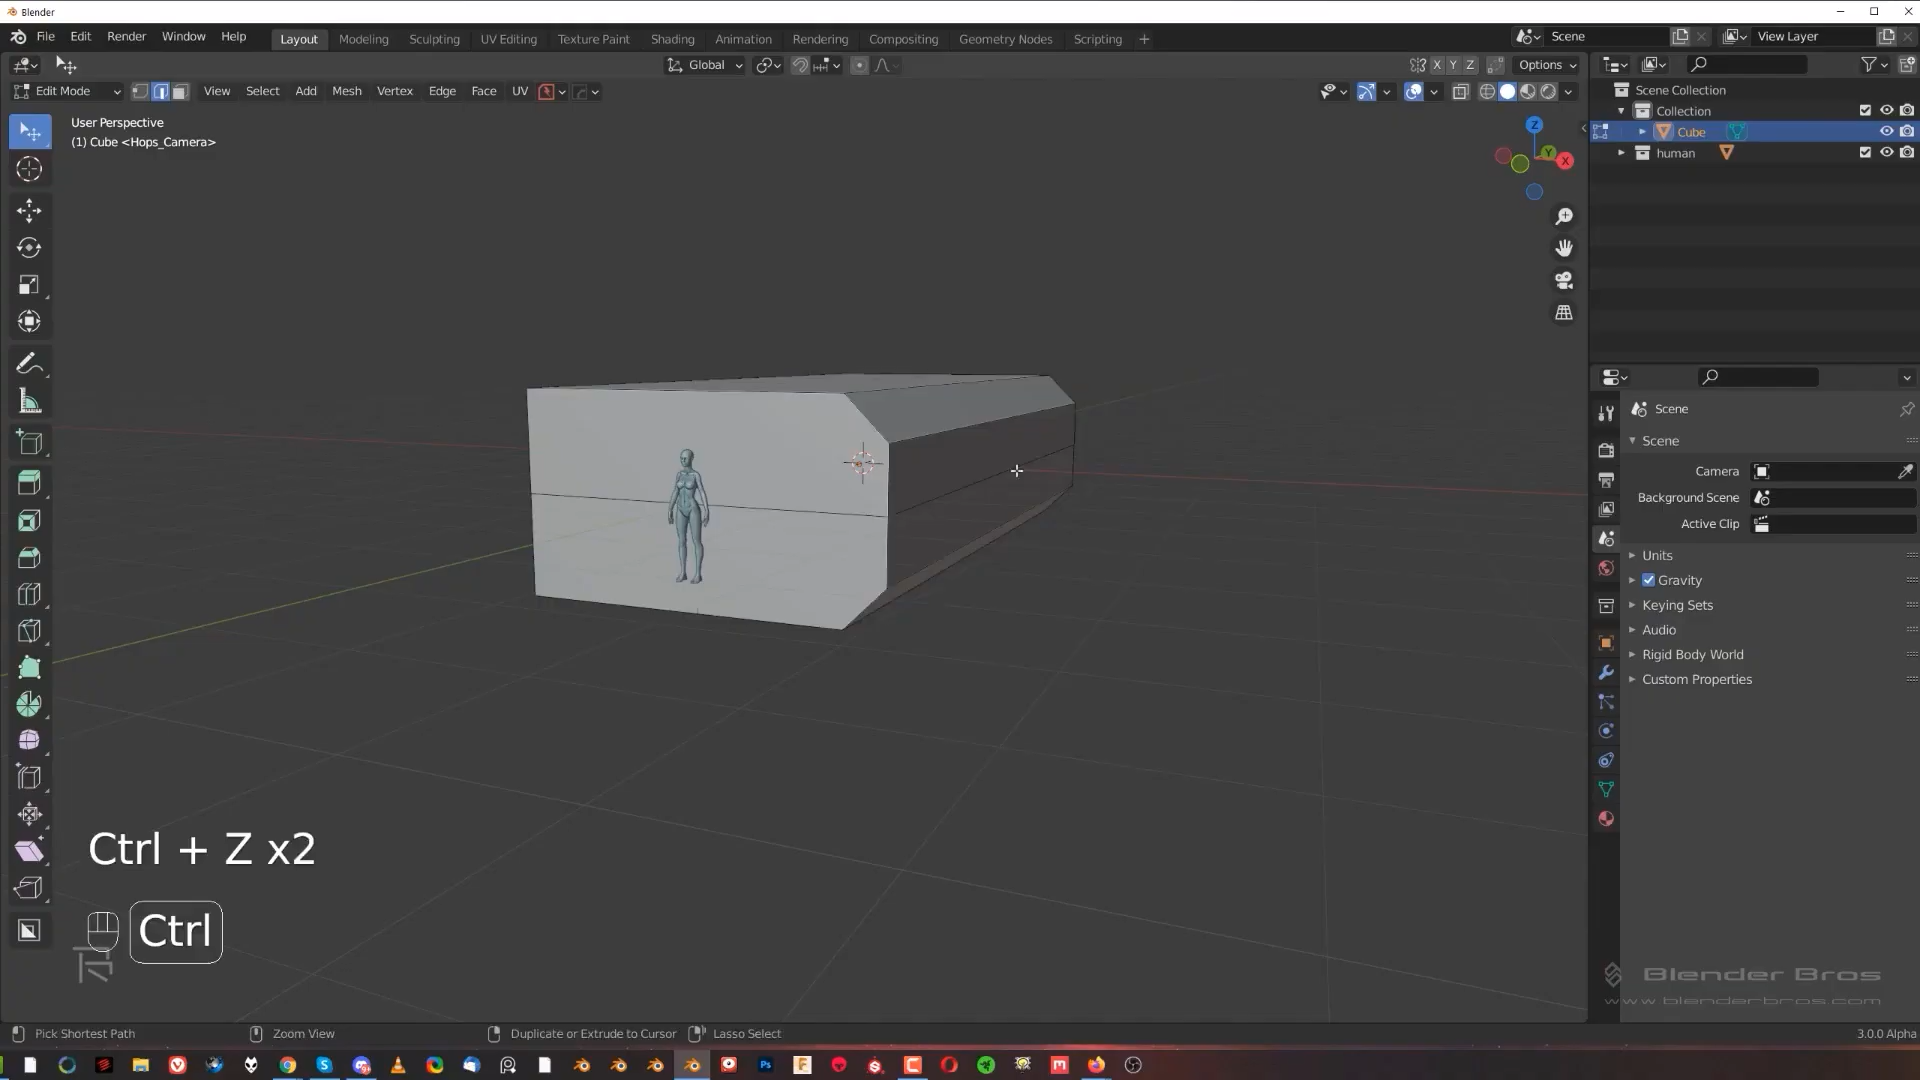 Blender
File Edit Render Window Help Layout Modeling Sculpting UV Editing Texture Paint Shading Animation Rendering Compositing Geometry Nodes Scripting + Scene View Layer
Global X Y Z Options
Edit Mode View Select Add Mesh Vertex Edge Face UV
User Perspective
(1) Cube <Hops_Camera>
Z
Y
X
Scene Collection
Collection
Cube
human
Scene
Scene
Camera
Background Scene
Active Clip
Units
Gravity
Keying Sets
Audio
Rigid Body World
Custom Properties
Ctrl + Z x2
Ctrl
Blender Bros
www.blenderbros.com
Pick Shortest Path Zoom View Duplicate or Extrude to Cursor Lasso Select 3.0.0 Alpha